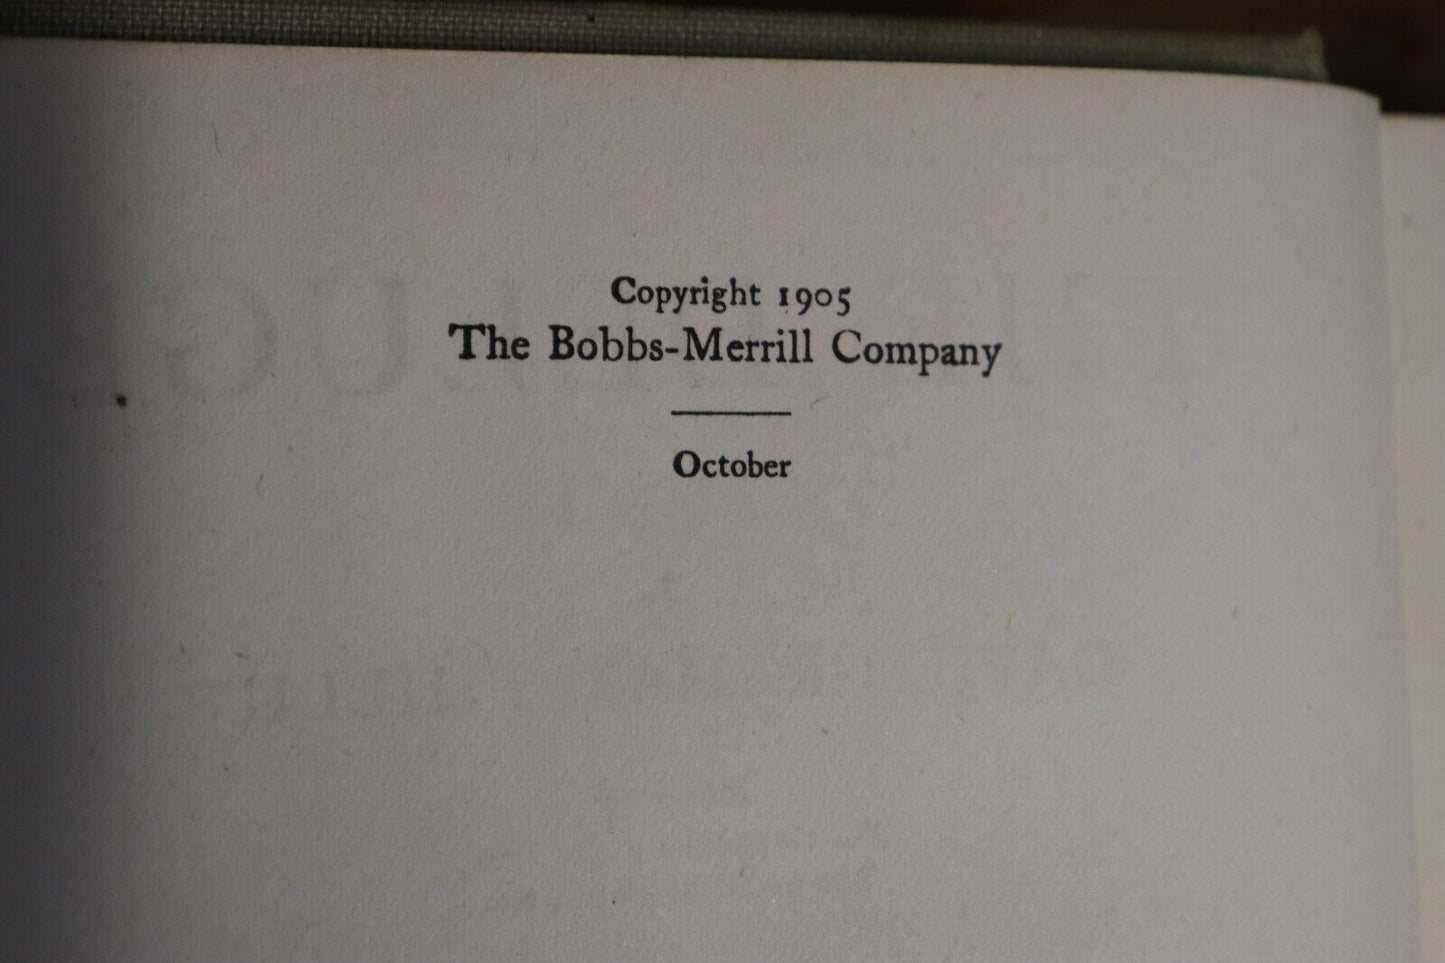 Copyright 1905
The Bobbs-Merrill Company
October